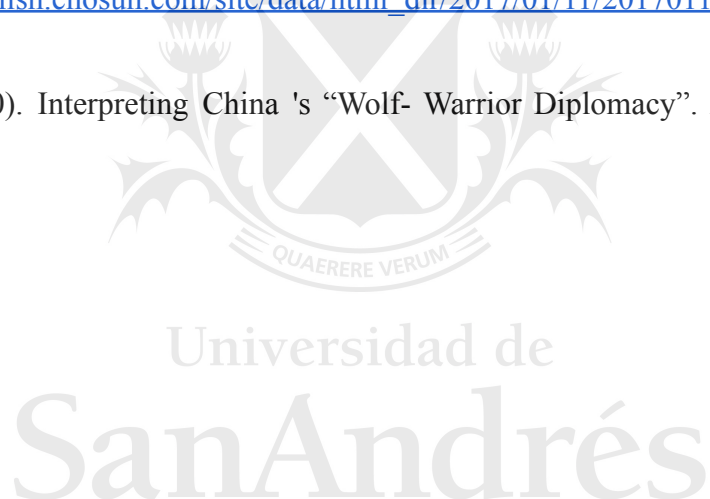 0). Interpreting China 's “Wolf- Warrior Diplomacy”.
QUAERERE VERUM
Universidad de
SanAndrés